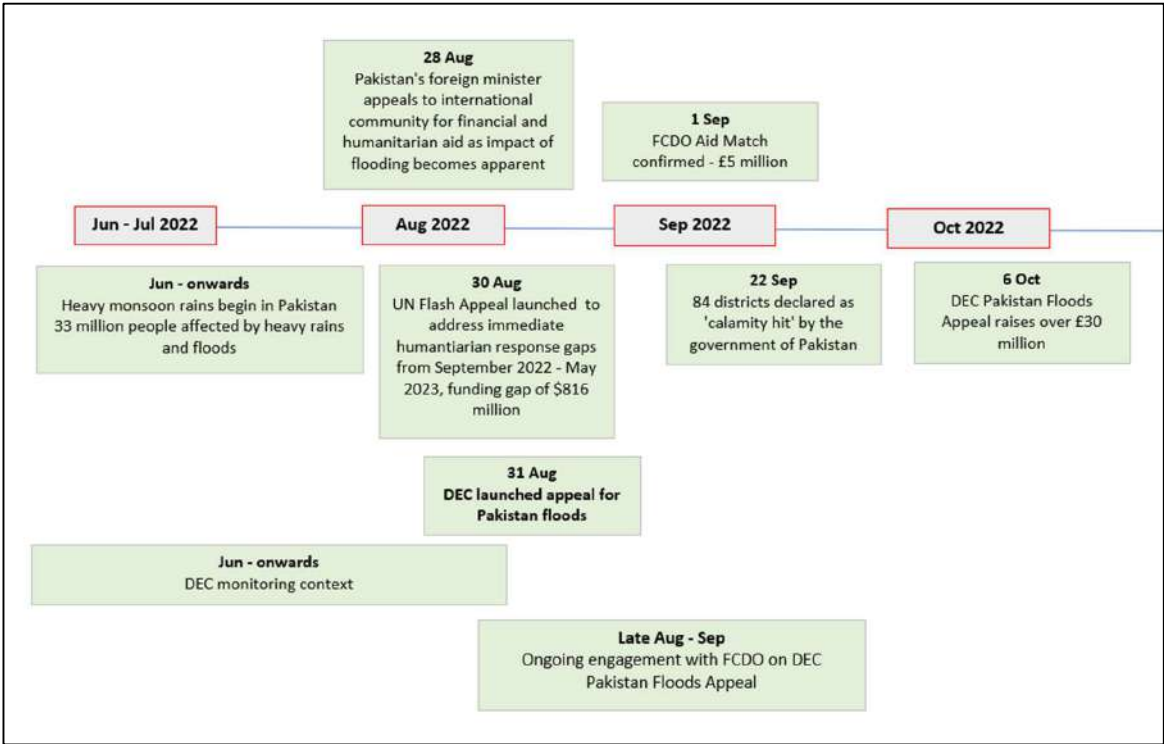 28 Aug
Pakistan's foreign minister
appeals to international
community for financial and
humanitarian aid as impact of
flooding becomes apparent
1 Sep
FCDO Aid Match
confirmed - £5 million
Jun - Jul 2022
Aug 2022
Sep 2022
Oct 2022
Jun - onwards
Heavy monsoon rains begin in Pakistan
33 million people affected by heavy rains
and floods
30 Aug
UN Flash Appeal launched to
address immediate
humantiarian response gaps
from September 2022 - May
2023, funding gap of $816
million
22 Sep
84 districts declared as
'calamity hit' by the
government of Pakistan
6 Oct
DEC Pakistan Floods
Appeal raises over £30
million
31 Aug
DEC launched appeal for
Pakistan floods
Jun - onwards
DEC monitoring context
Late Aug - Sep
Ongoing engagement with FCDO on DEC
Pakistan Floods Appeal